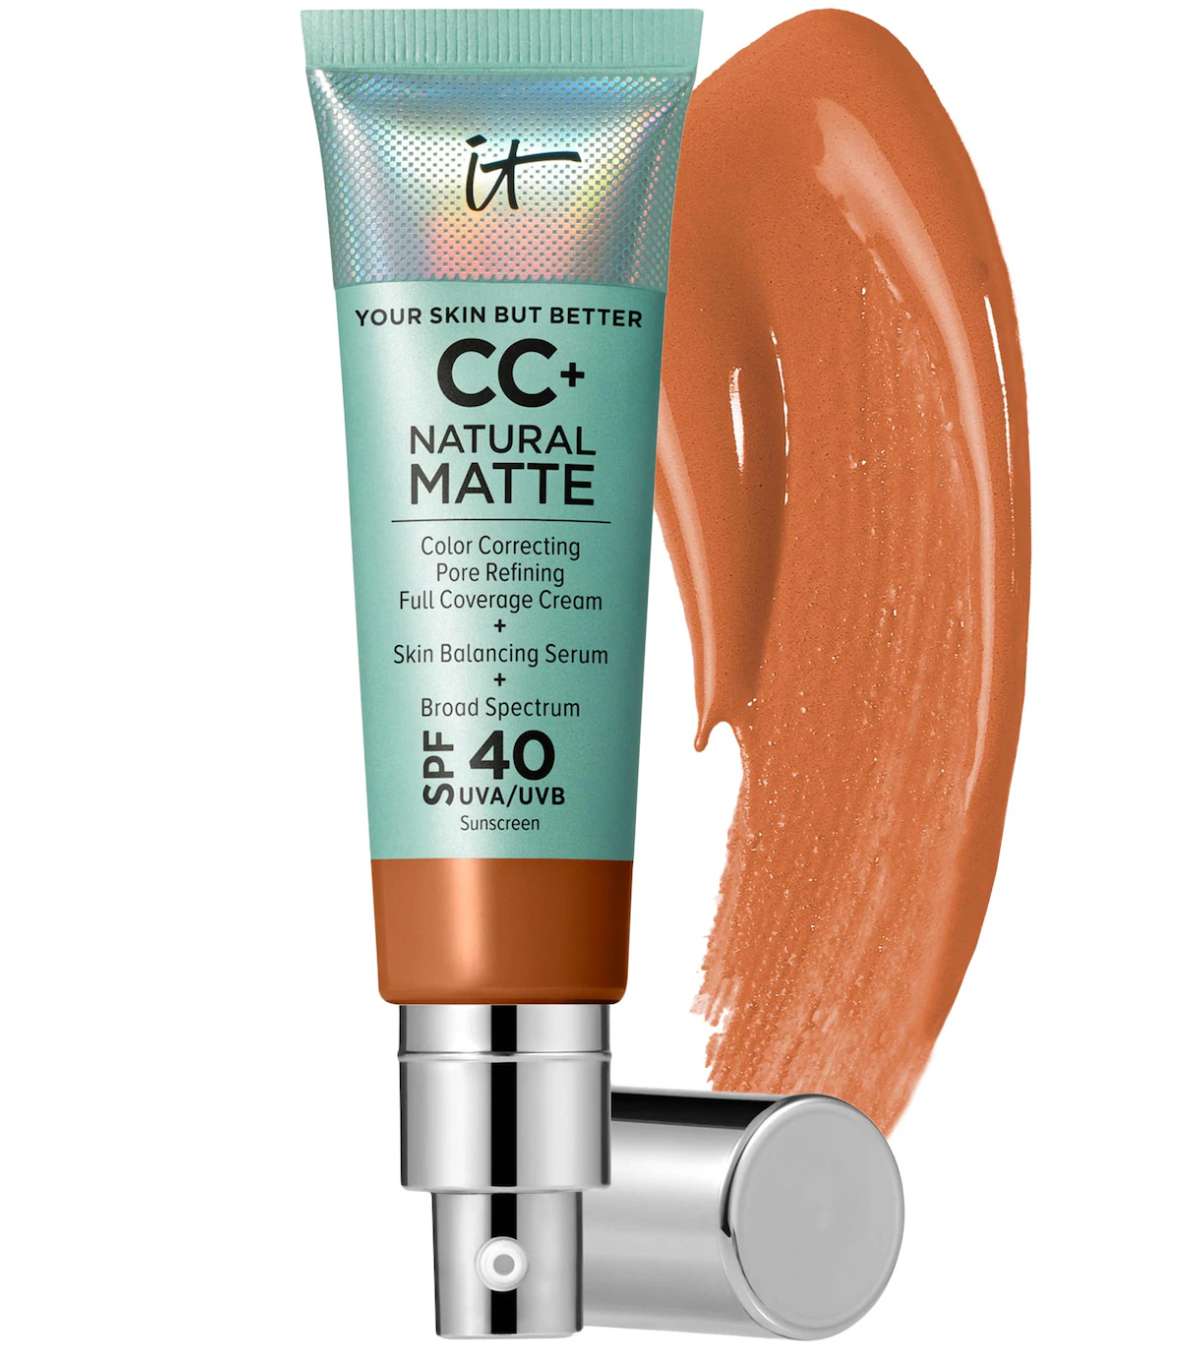 it
YOUR SKIN BUT BETTER
CC+
NATURAL
MATTE
Color Correcting
Pore Refining
Full Coverage Cream
+
Skin Balancing Serum
+
Broad Spectrum
SPF 40
UVA/UVB
Sunscreen